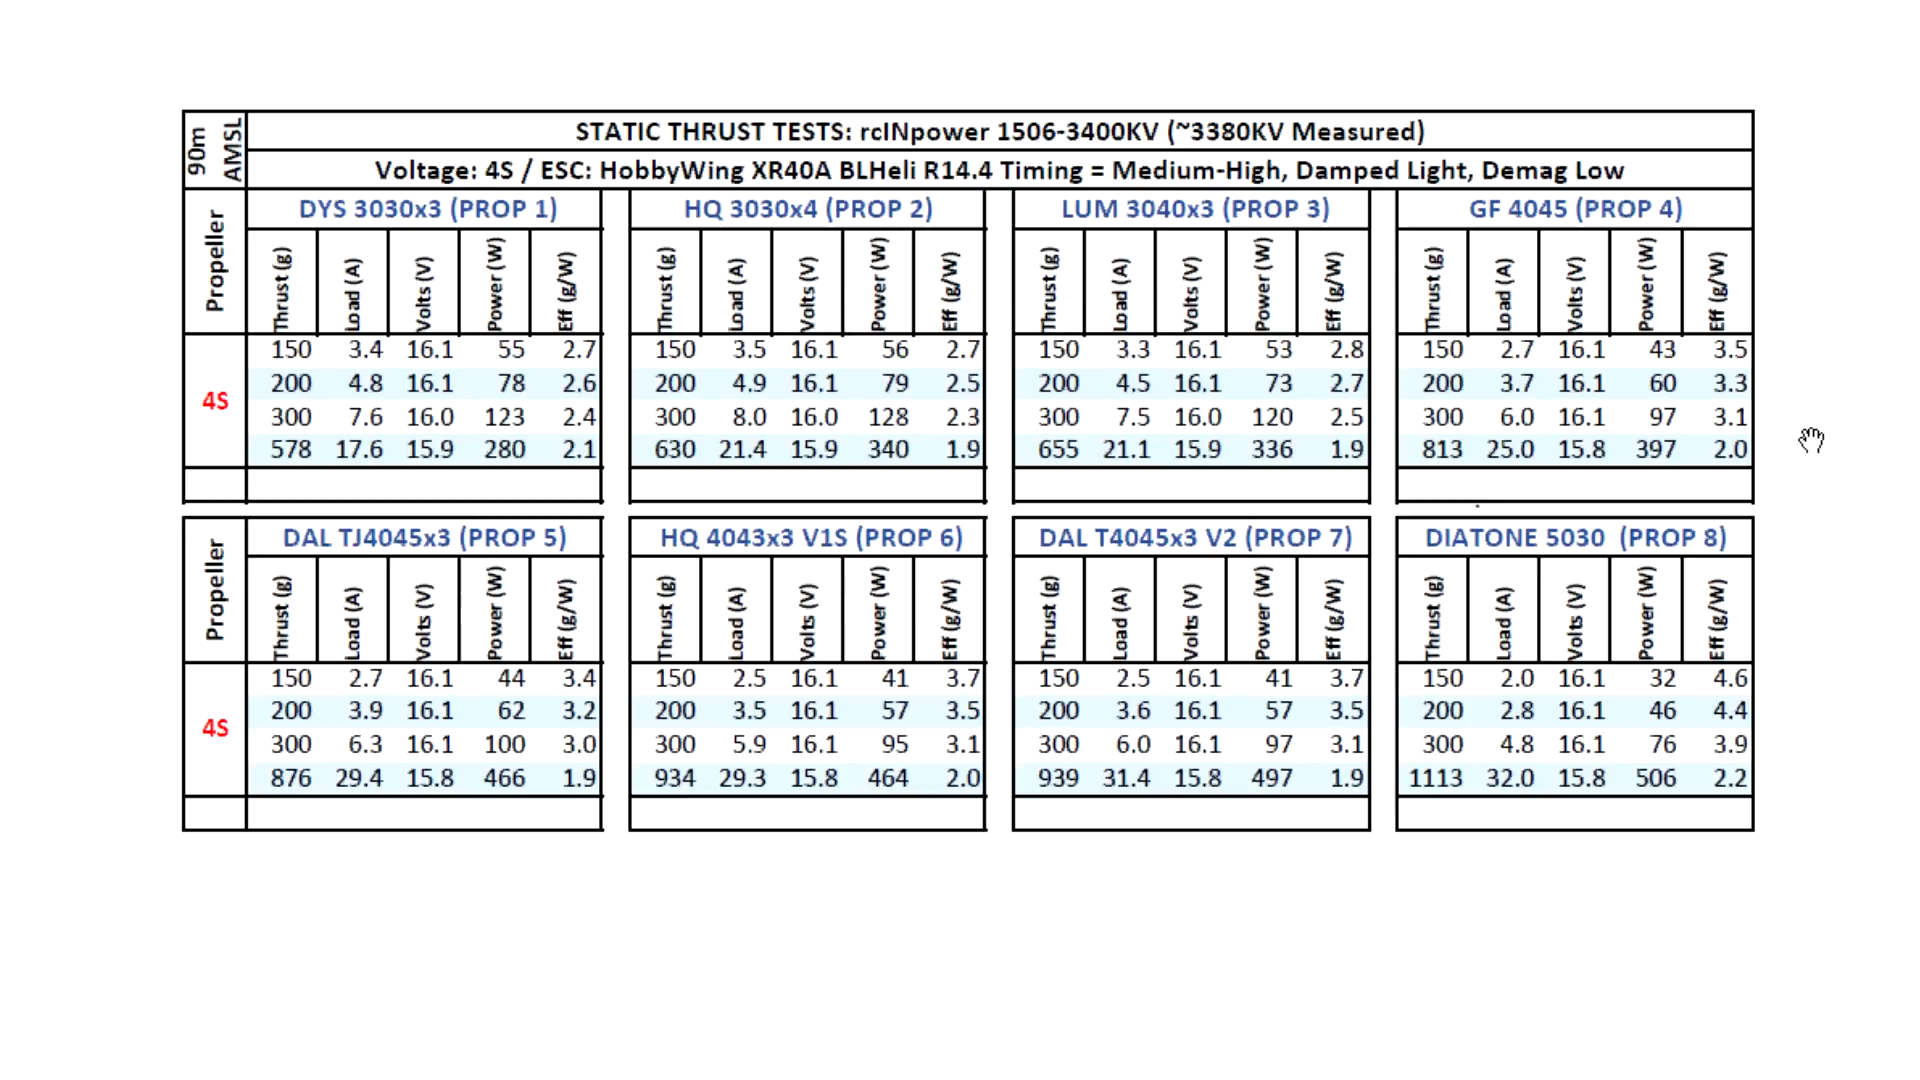 90m AMSL
STATIC THRUST TESTS: rcINpower 1506-3400KV (~3380KV Measured)
Voltage: 4S / ESC: HobbyWing XR40A BLHeli R14.4 Timing = Medium-High, Damped Light, Demag Low
Propeller DYS 3030x3 (PROP 1) HQ 3030x4 (PROP 2) LUM 3040x3 (PROP 3) GF 4045 (PROP 4)
Thrust (g) Load (A) Volts (V) Power (W) Eff (g/W) Thrust (g) Load (A) Volts (V) Power (W) Eff (g/W) Thrust (g) Load (A) Volts (V) Power (W) Eff (g/W) Thrust (g) Load (A) Volts (V) Power (W) Eff (g/W)
4S
150 3.4 16.1 55 2.7 150 3.5 16.1 56 2.7 150 3.3 16.1 53 2.8 150 2.7 16.1 43 3.5
200 4.8 16.1 78 2.6 200 4.9 16.1 79 2.5 200 4.5 16.1 73 2.7 200 3.7 16.1 60 3.3
300 7.6 16.0 123 2.4 300 8.0 16.0 128 2.3 300 7.5 16.0 120 2.5 300 6.0 16.1 97 3.1
578 17.6 15.9 280 2.1 630 21.4 15.9 340 1.9 655 21.1 15.9 336 1.9 813 25.0 15.8 397 2.0
Propeller DAL TJ4045x3 (PROP 5) HQ 4043x3 V1S (PROP 6) DAL T4045x3 V2 (PROP 7) DIATONE 5030 (PROP 8)
Thrust (g) Load (A) Volts (V) Power (W) Eff (g/W) Thrust (g) Load (A) Volts (V) Power (W) Eff (g/W) Thrust (g) Load (A) Volts (V) Power (W) Eff (g/W) Thrust (g) Load (A) Volts (V) Power (W) Eff (g/W)
4S
150 2.7 16.1 44 3.4 150 2.5 16.1 41 3.7 150 2.5 16.1 41 3.7 150 2.0 16.1 32 4.6
200 3.9 16.1 62 3.2 200 3.5 16.1 57 3.5 200 3.6 16.1 57 3.5 200 2.8 16.1 46 4.4
300 6.3 16.1 100 3.0 300 5.9 16.1 95 3.1 300 6.0 16.1 97 3.1 300 4.8 16.1 76 3.9
876 29.4 15.8 466 1.9 934 29.3 15.8 464 2.0 939 31.4 15.8 497 1.9 1113 32.0 15.8 506 2.2